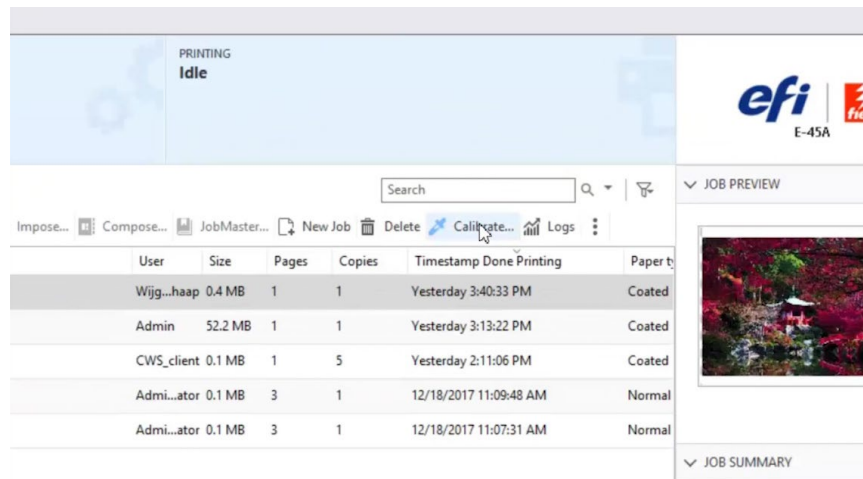 PRINTING
Idle
efi
E-45A
Search
JOB PREVIEW
Impose... Compose... JobMaster... New Job Delete Calibrate... Logs
User Size Pages Copies Timestamp Done Printing Paper
Wijg...haap 0.4 MB 1 1 Yesterday 3:40:33 PM Coated
Admin 52.2 MB 1 1 Yesterday 3:13:22 PM Coated
CWS_client 0.1 MB 1 5 Yesterday 2:11:06 PM Coated
Admi...ator 0.1 MB 3 1 12/18/2017 11:09:48 AM Normal
Admi...ator 0.1 MB 3 1 12/18/2017 11:07:31 AM Normal
JOB SUMMARY